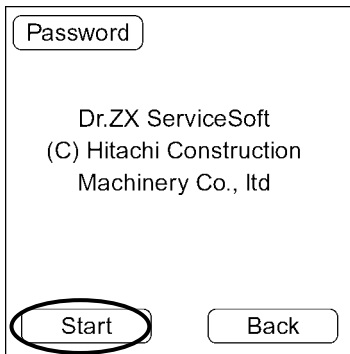 Password
Dr.ZX ServiceSoft
(C) Hitachi Construction
Machinery Co., ltd
Start
Back